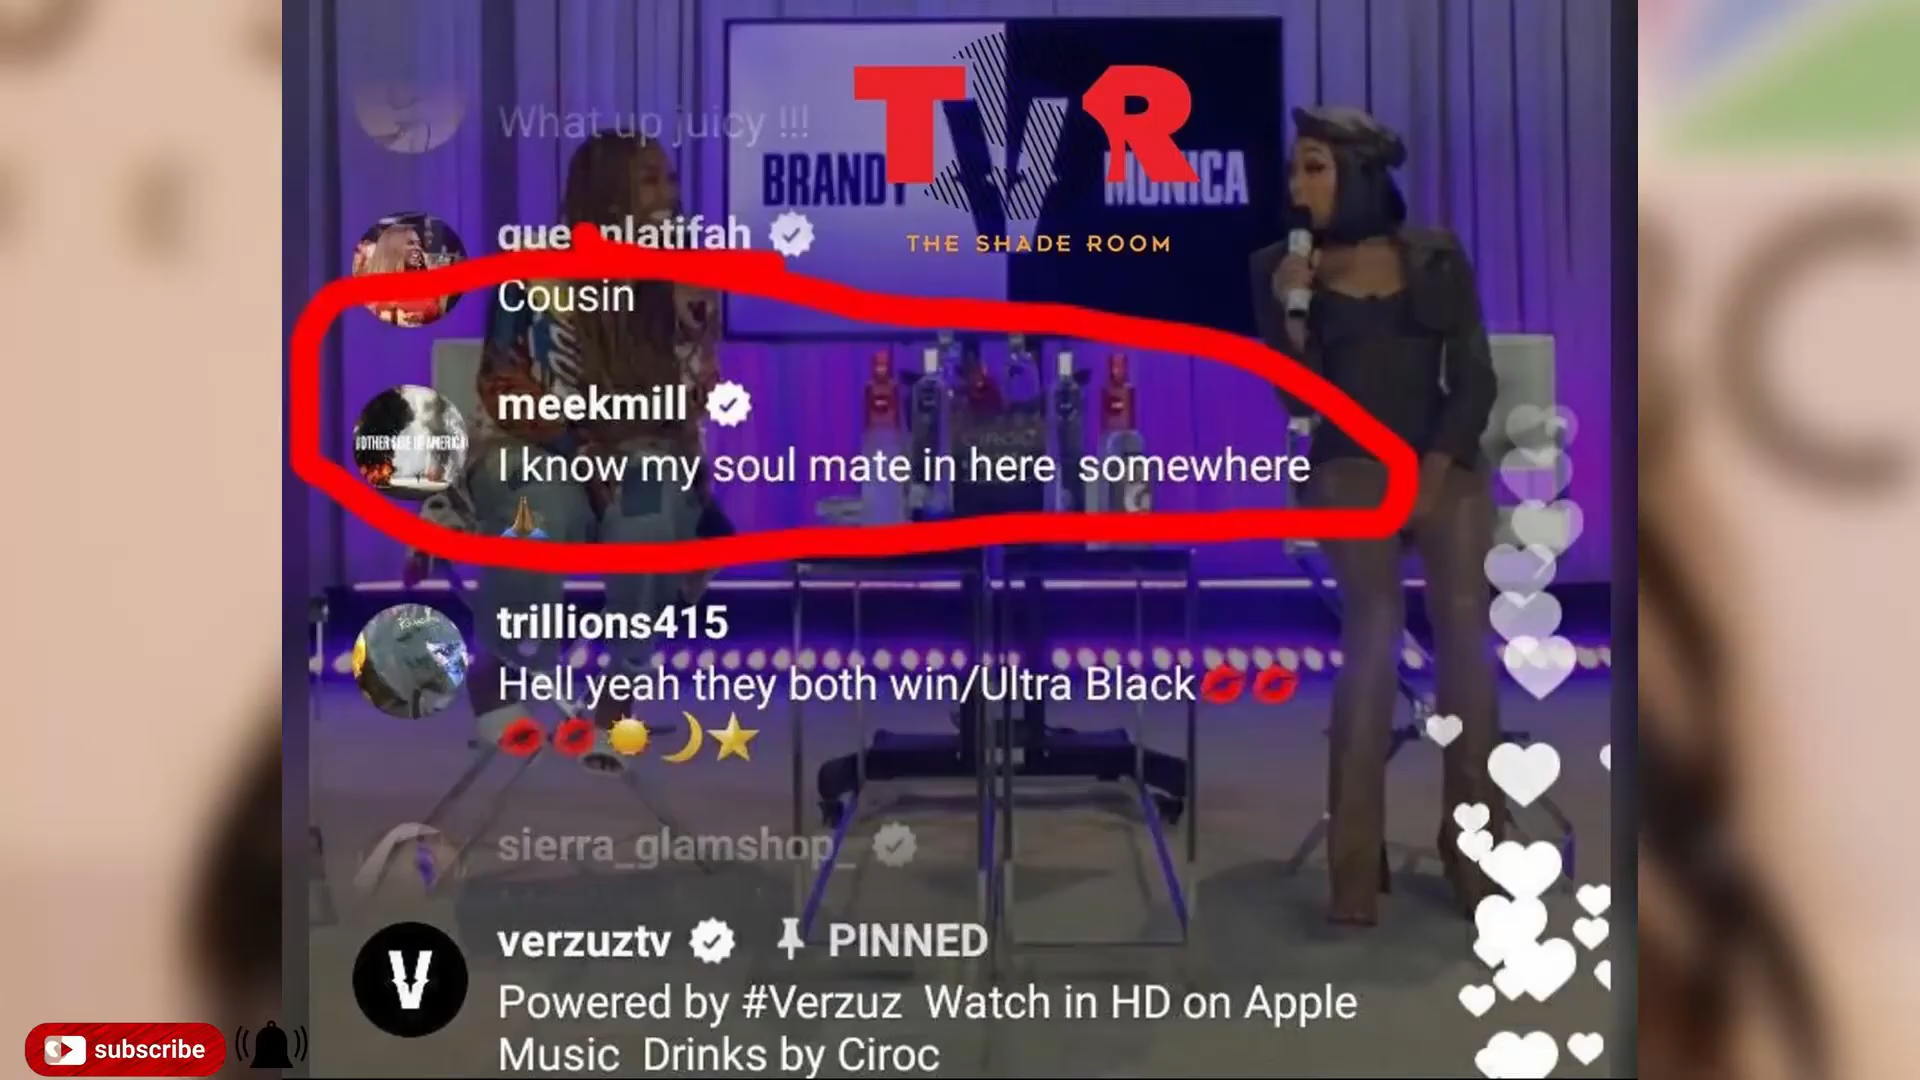 What up juicy !!!
TVR
BRANDY
MONICA
THE SHADE ROOM
queenlatifah
Cousin
meekmill
I know my soul mate in here somewhere
🙏🏾
trillions415
Hell yeah they both win/Ultra Black💋💋
💋💋☀️🌙⭐
sierra_glamshop_
V
verzuztv PINNED
Powered by #Verzuz Watch in HD on Apple
Music Drinks by Ciroc
subscribe